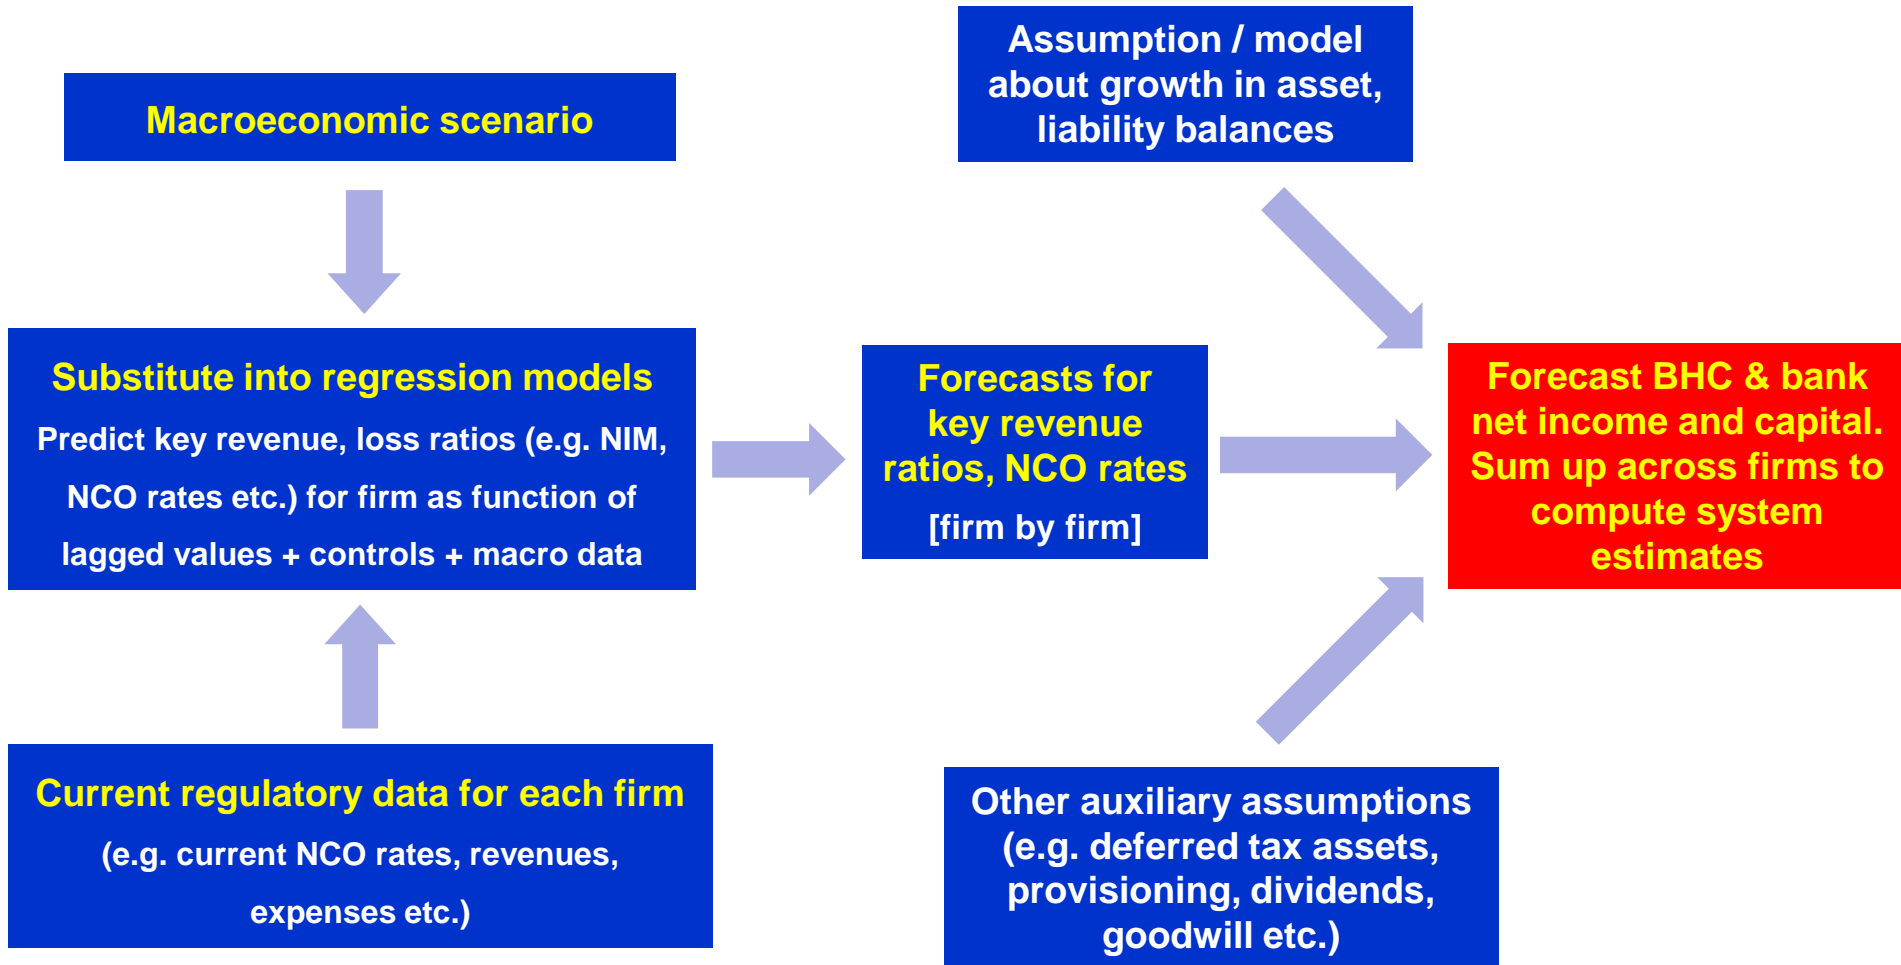 Macroeconomic scenario
Assumption / model
about growth in asset,
liability balances
Substitute into regression models
Predict key revenue, loss ratios (e.g. NIM,
NCO rates etc.) for firm as function of
lagged values + controls + macro data
Forecasts for
key revenue
ratios, NCO rates
[firm by firm]
Forecast BHC & bank
net income and capital.
Sum up across firms to
compute system
estimates
Current regulatory data for each firm
(e.g. current NCO rates, revenues,
expenses etc.)
Other auxiliary assumptions
(e.g. deferred tax assets,
provisioning, dividends,
goodwill etc.)